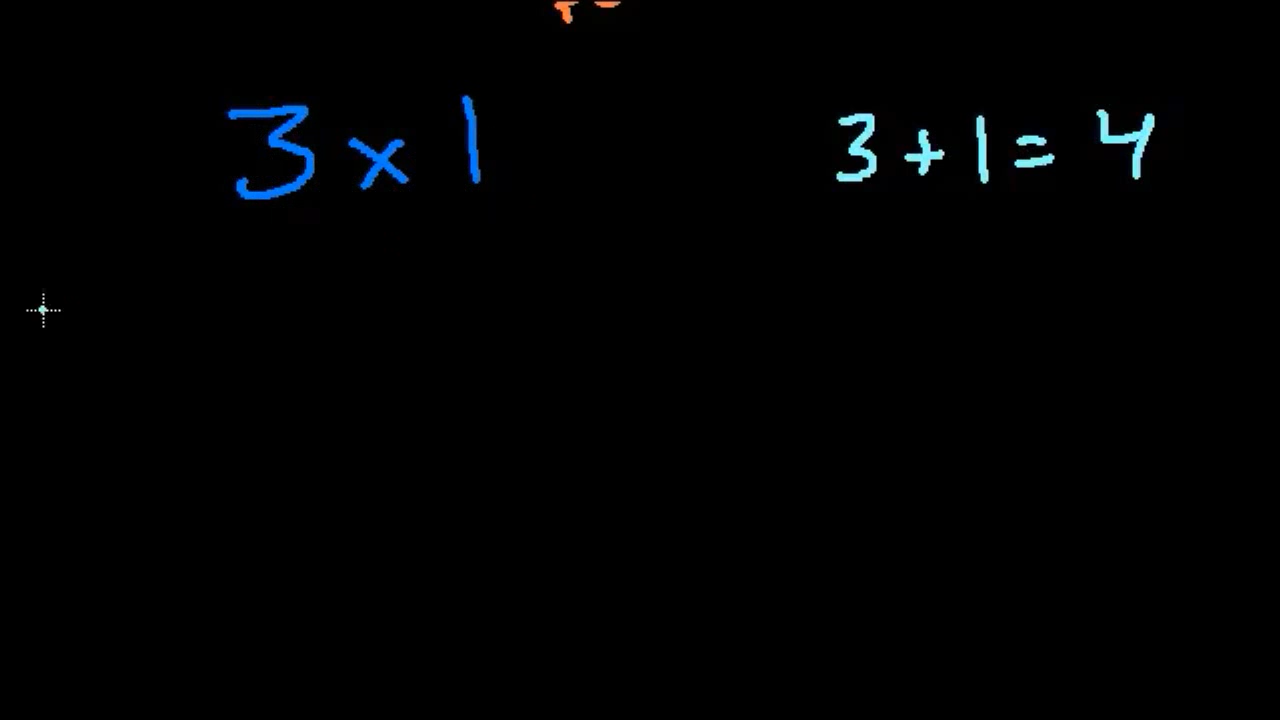 3 x 1
3 + 1 = 4